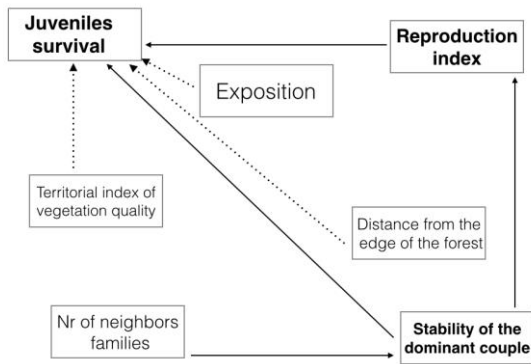 Juveniles
survival
Reproduction
index
Exposition
Territorial index of
vegetation quality
Distance from the
edge of the forest
Nr of neighbors
families
Stability of the
dominant couple